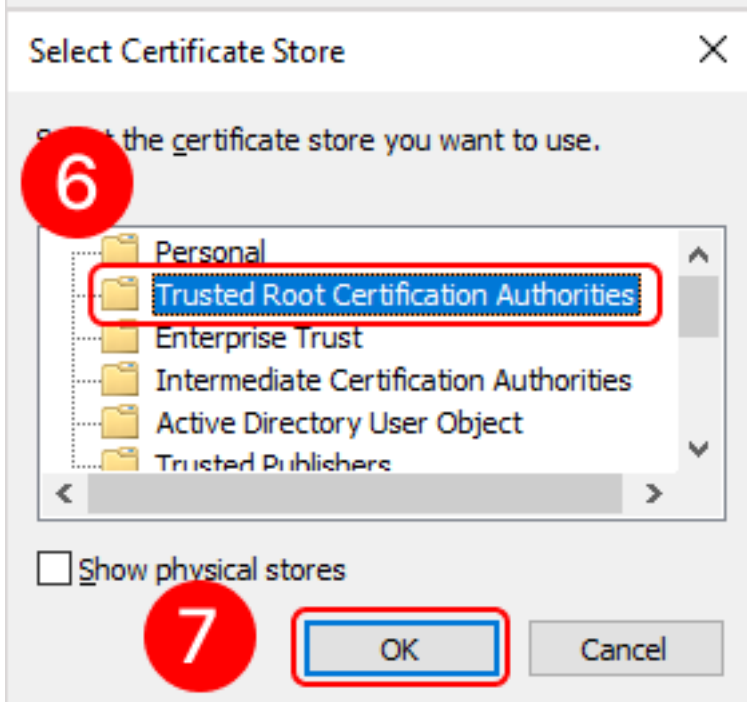 Select Certificate Store
the certificate store you want to use.
6
Personal
Trusted Root Certification Authorities
Enterprise Trust
Intermediate Certification Authorities
Active Directory User Object
Trusted Publishers
Show physical stores
7
OK
Cancel